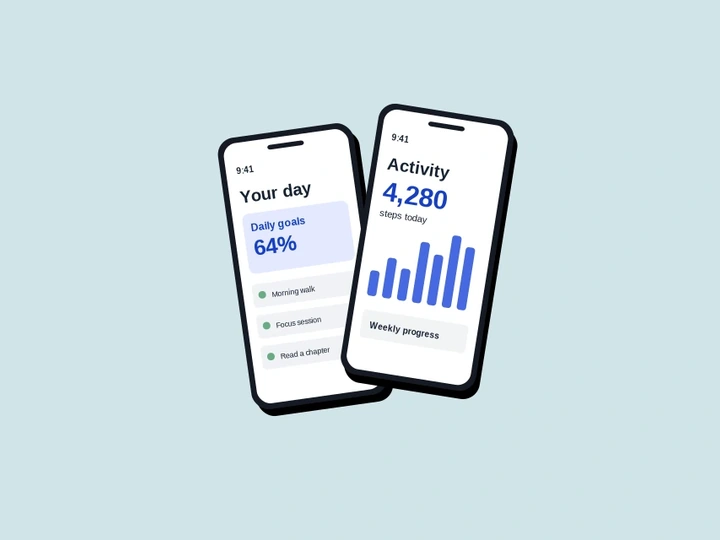 9:41
Your day
Daily goals
64%
Morning walk
Focus session
Read a chapter
9:41
Activity
4,280
steps today
Weekly progress